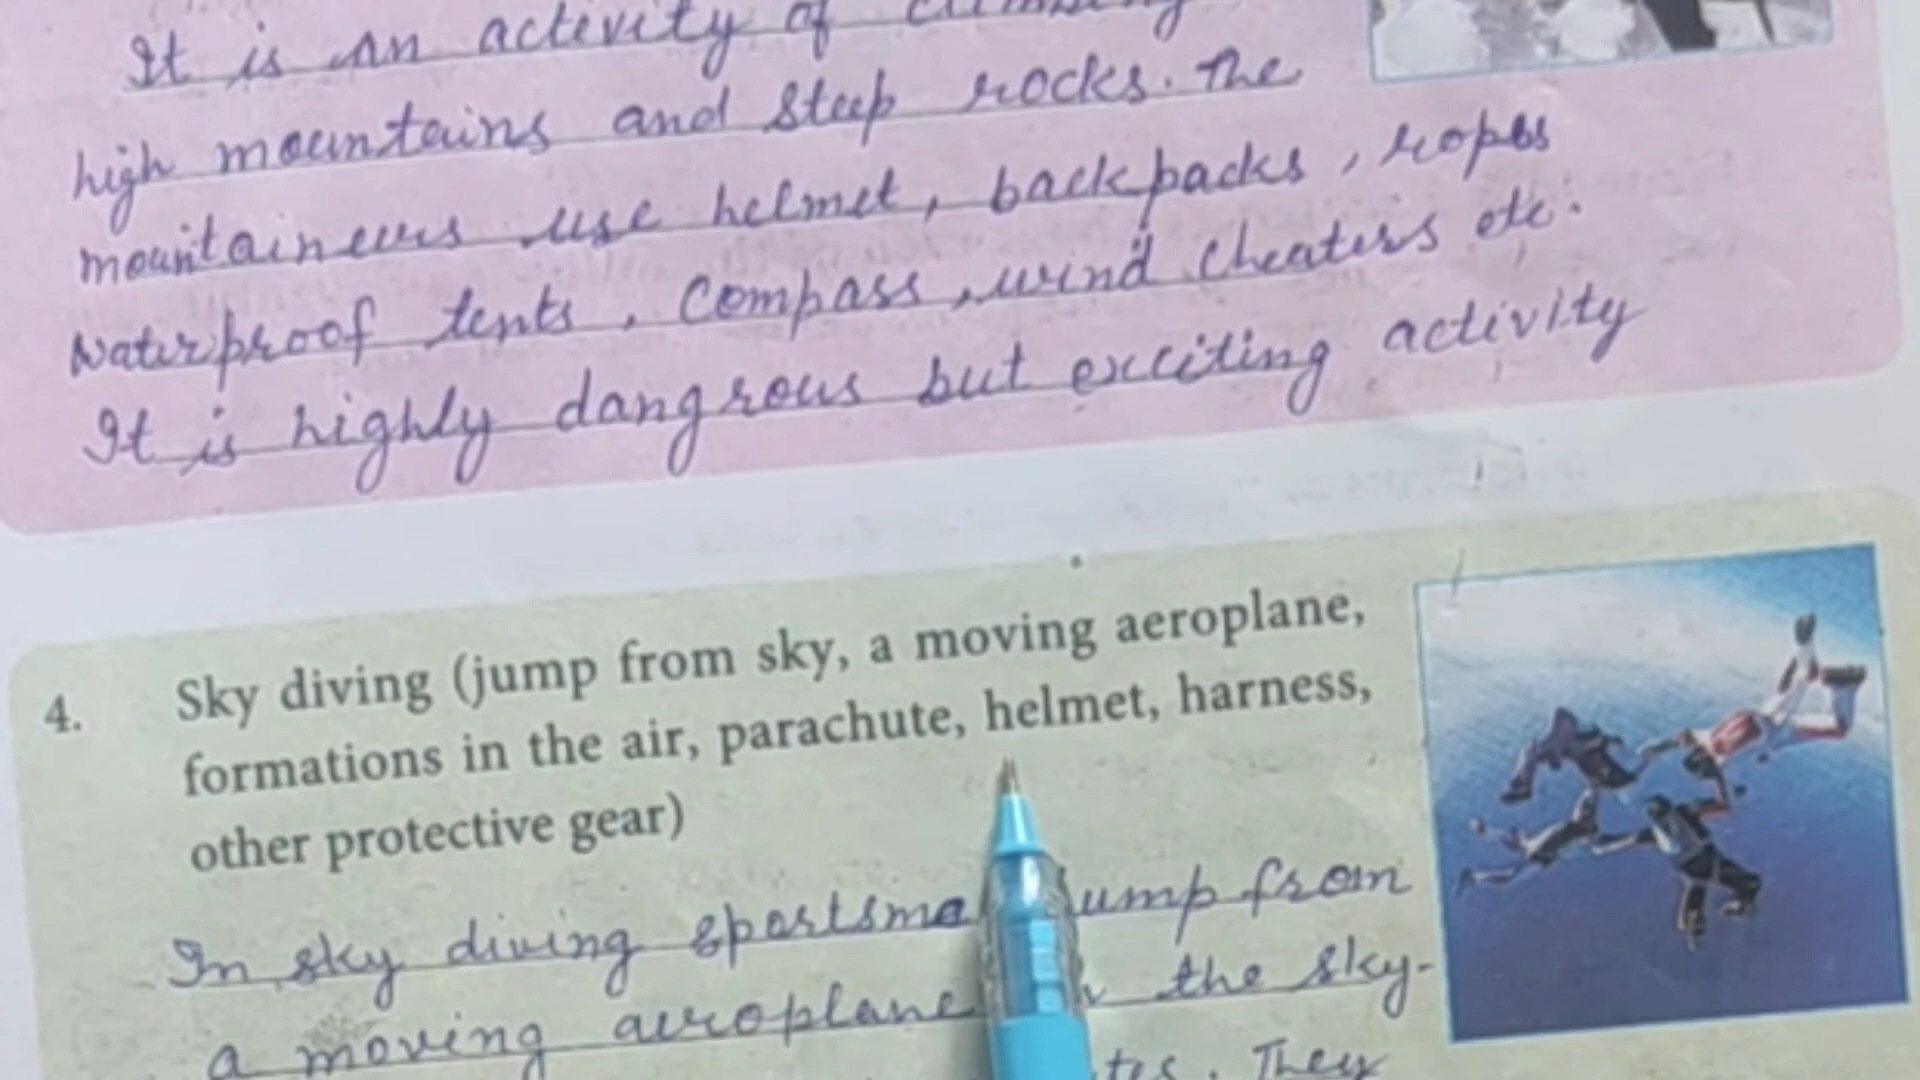 It is an activity of climbing
high mountains and steep rocks. The
mountaineers use helmet, backpacks, ropes
waterproof tents, Compass, wind cheaters etc.
It is highly dangrous but exciting activity
4. Sky diving (jump from sky, a moving aeroplane,
formations in the air, parachute, helmet, harness,
other protective gear)
In sky diving jump from
a moving aeroplane the sky-
They